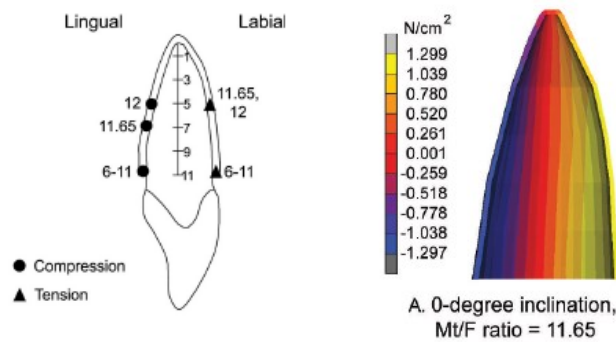 Lingual Labial
1
3
12 5 11.65,
12
11.65 7
9
6-11 11 6-11
● Compression
▲ Tension
N/cm²
1.299
1.039
0.780
0.520
0.261
0.001
-0.259
-0.518
-0.778
-1.038
-1.297
A. 0-degree inclination,
Mt/F ratio = 11.65